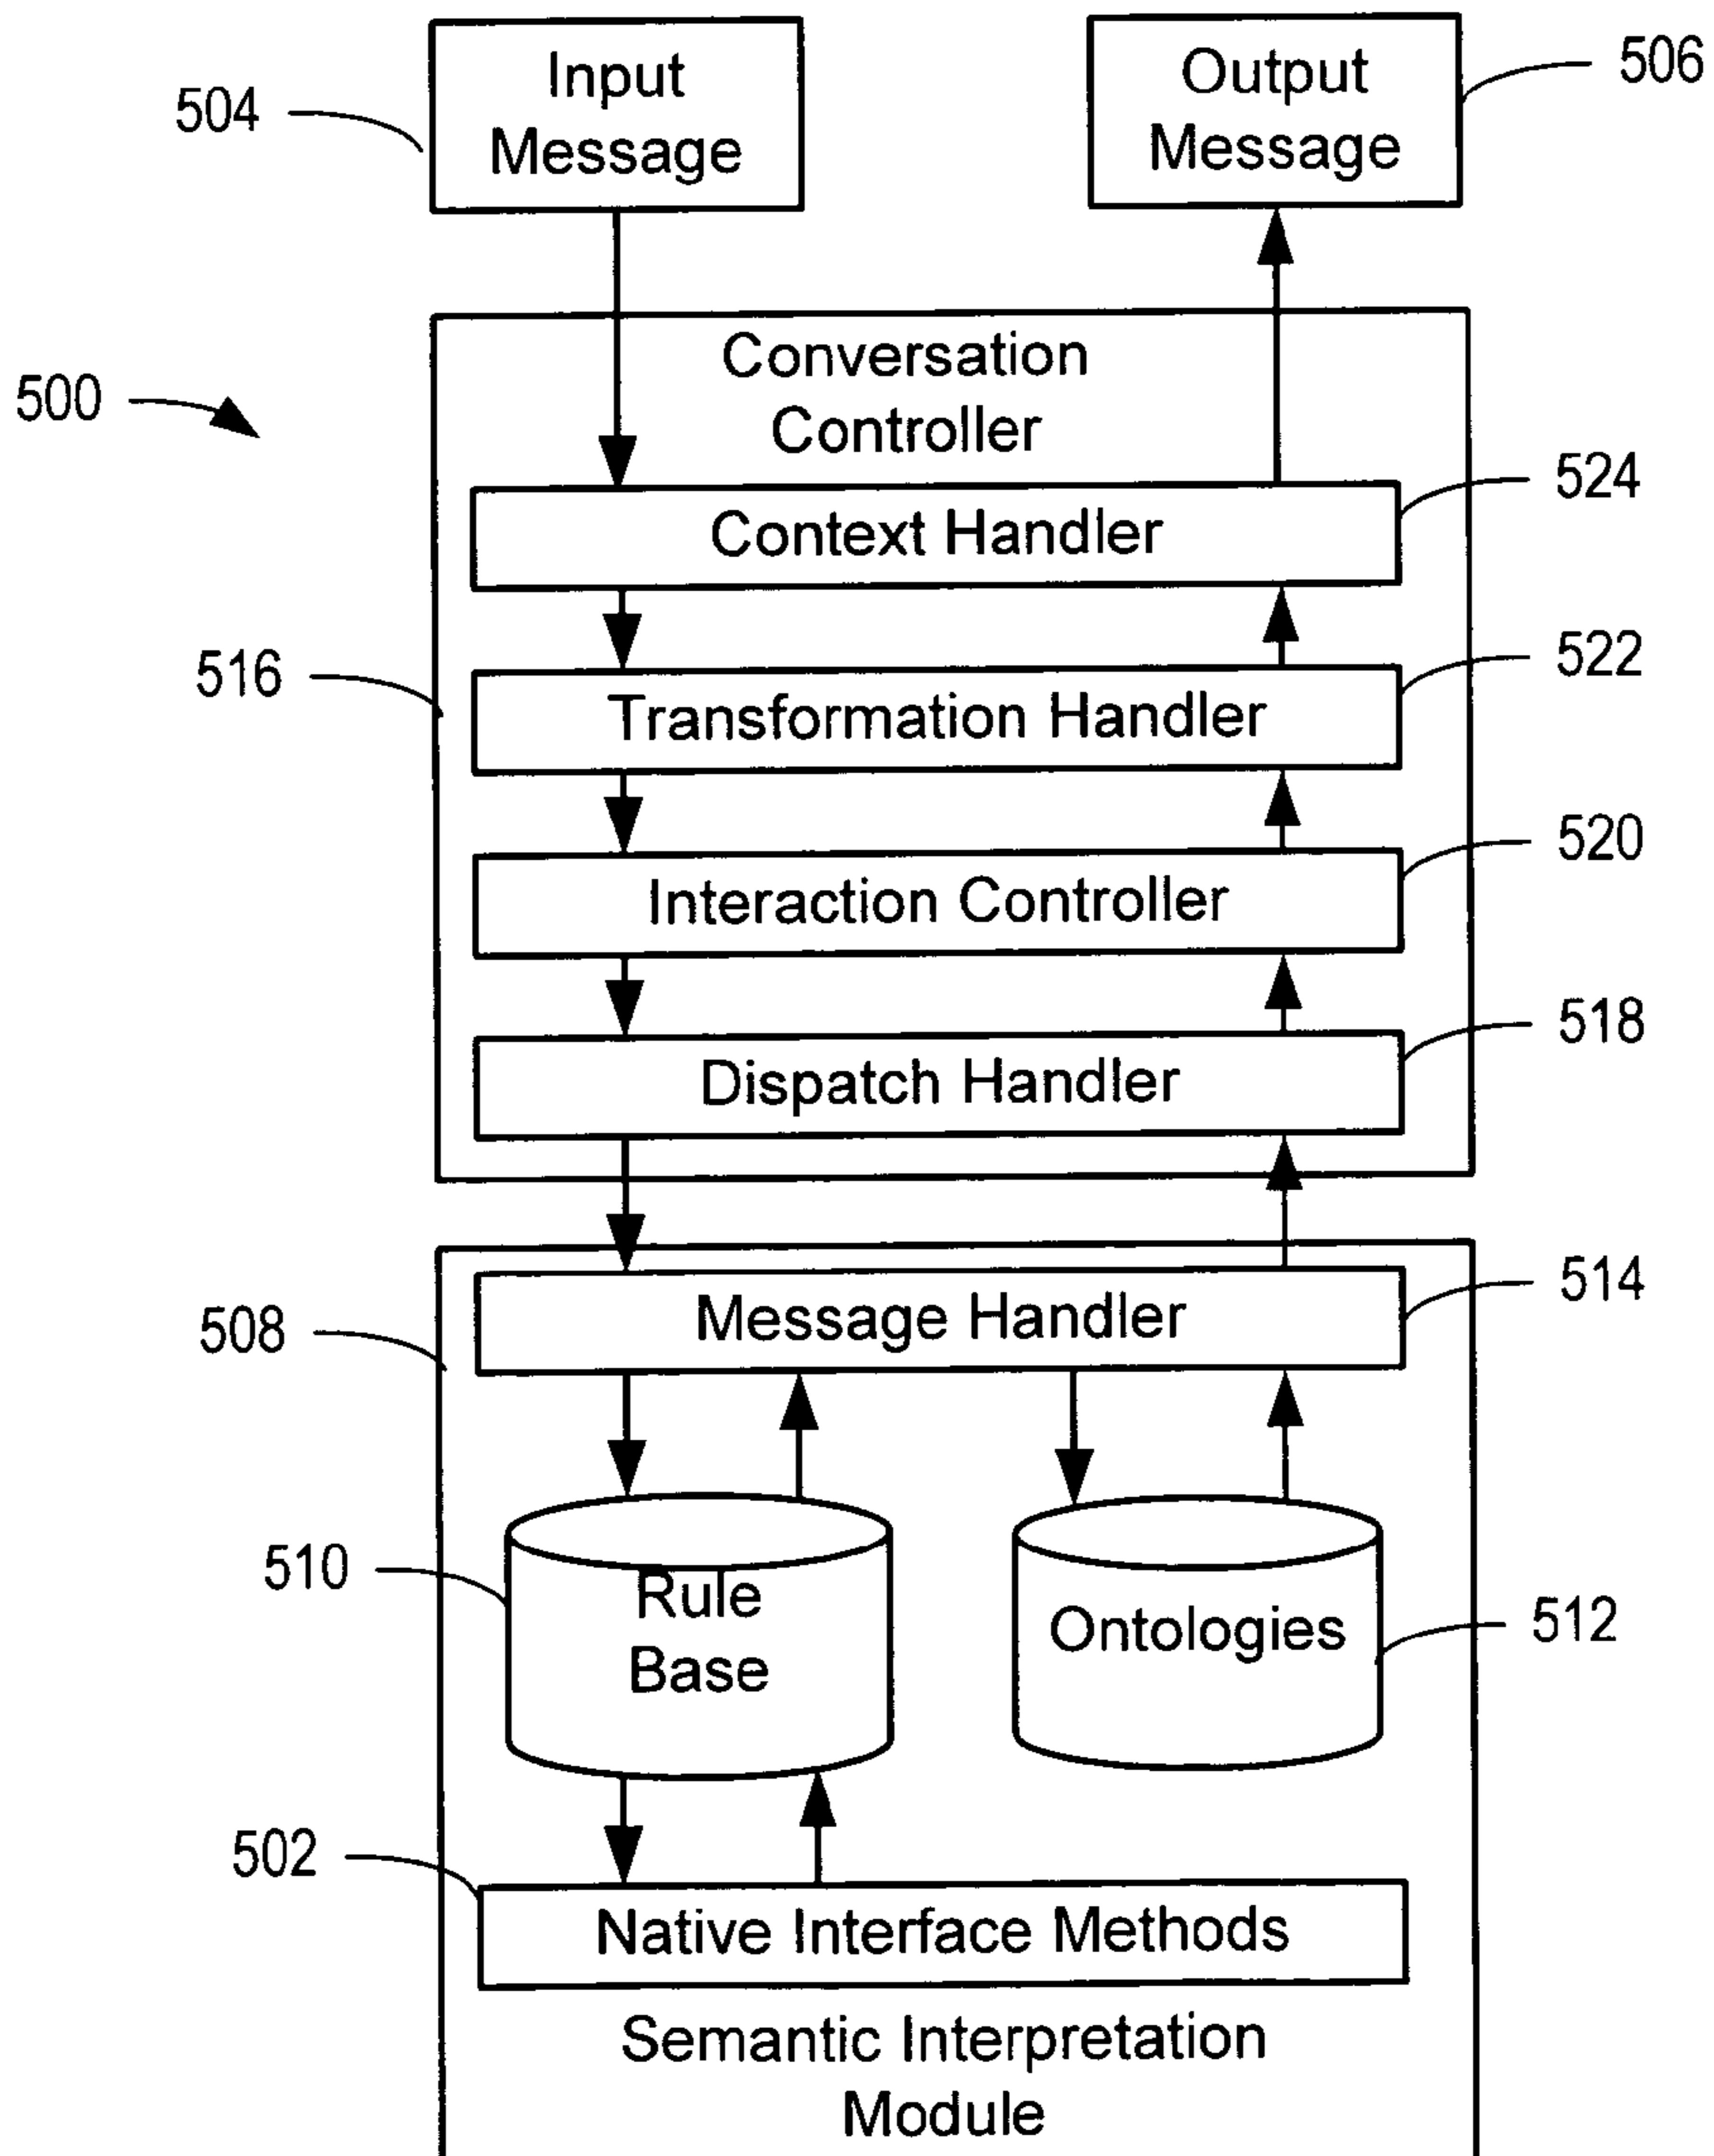 Input
Message
504
Output
Message
506
500
Conversation
Controller
Context Handler
524
516
Transformation Handler
522
Interaction Controller
520
Dispatch Handler
518
508
Message Handler
514
510
Rule
Base
Ontologies
512
502
Native Interface Methods
Semantic Interpretation
Module